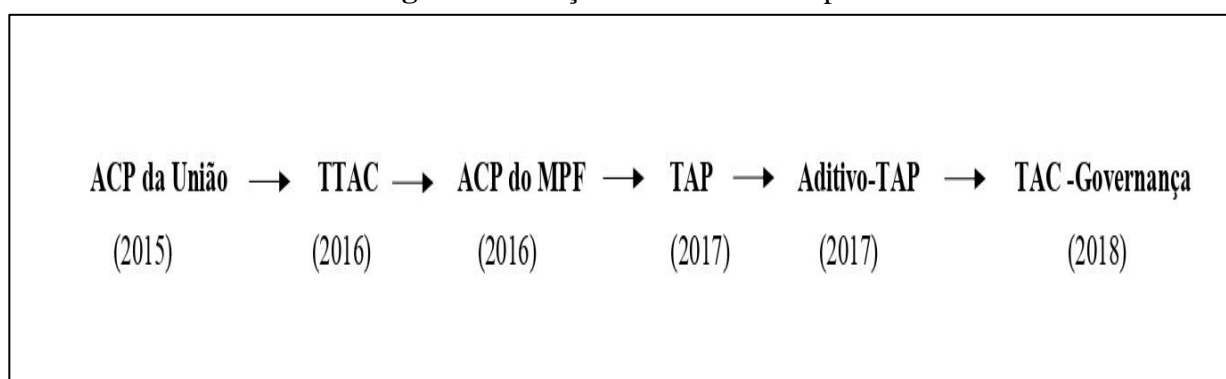 ACP da União → TTAC → ACP do MPF → TAP → Aditivo-TAP → TAC -Governança
(2015) (2016) (2016) (2017) (2017) (2018)